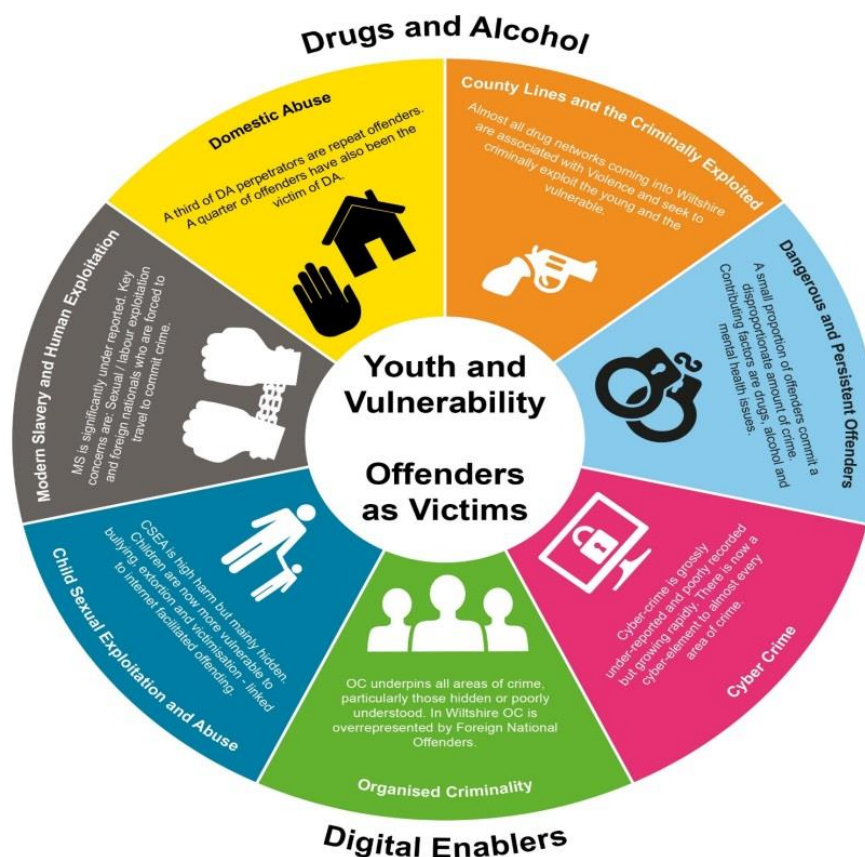 Drugs and Alcohol
Domestic Abuse
A third of DA perpetrators are repeat offenders.
A quarter of offenders have also been the
victim of DA.
County Lines and the Criminally Exploited
Almost all drug networks coming into Wiltshire
are associated with Violence and seek to
criminally exploit the young and the
vulnerable.
Dangerous and Persistent Offenders
A small proportion of offenders commit a
disproportionate amount of crime.
Contributing factors are drugs, alcohol and
mental health issues.
Cyber-crime is grossly
under-reported and poorly recorded
but growing rapidly. There is now a
cyber-element to almost every
area of crime.
Cyber Crime
OC underpins all areas of crime,
particularly those hidden or poorly
understood. In Wiltshire OC is
overrepresented by Foreign National
Offenders.
Organised Criminality
CSEA is high harm but mainly hidden.
Children are now more vulnerable to
bullying, extortion and victimisation - linked
to internet facilitated offending.
Child Sexual Exploitation and Abuse
Modern Slavery and Human Exploitation
MS is significantly under reported. Key
concerns are: Sexual / labour exploitation
and foreign nationals who are forced to
travel to commit crime.
Youth and
Vulnerability
Offenders
as Victims
Digital Enablers